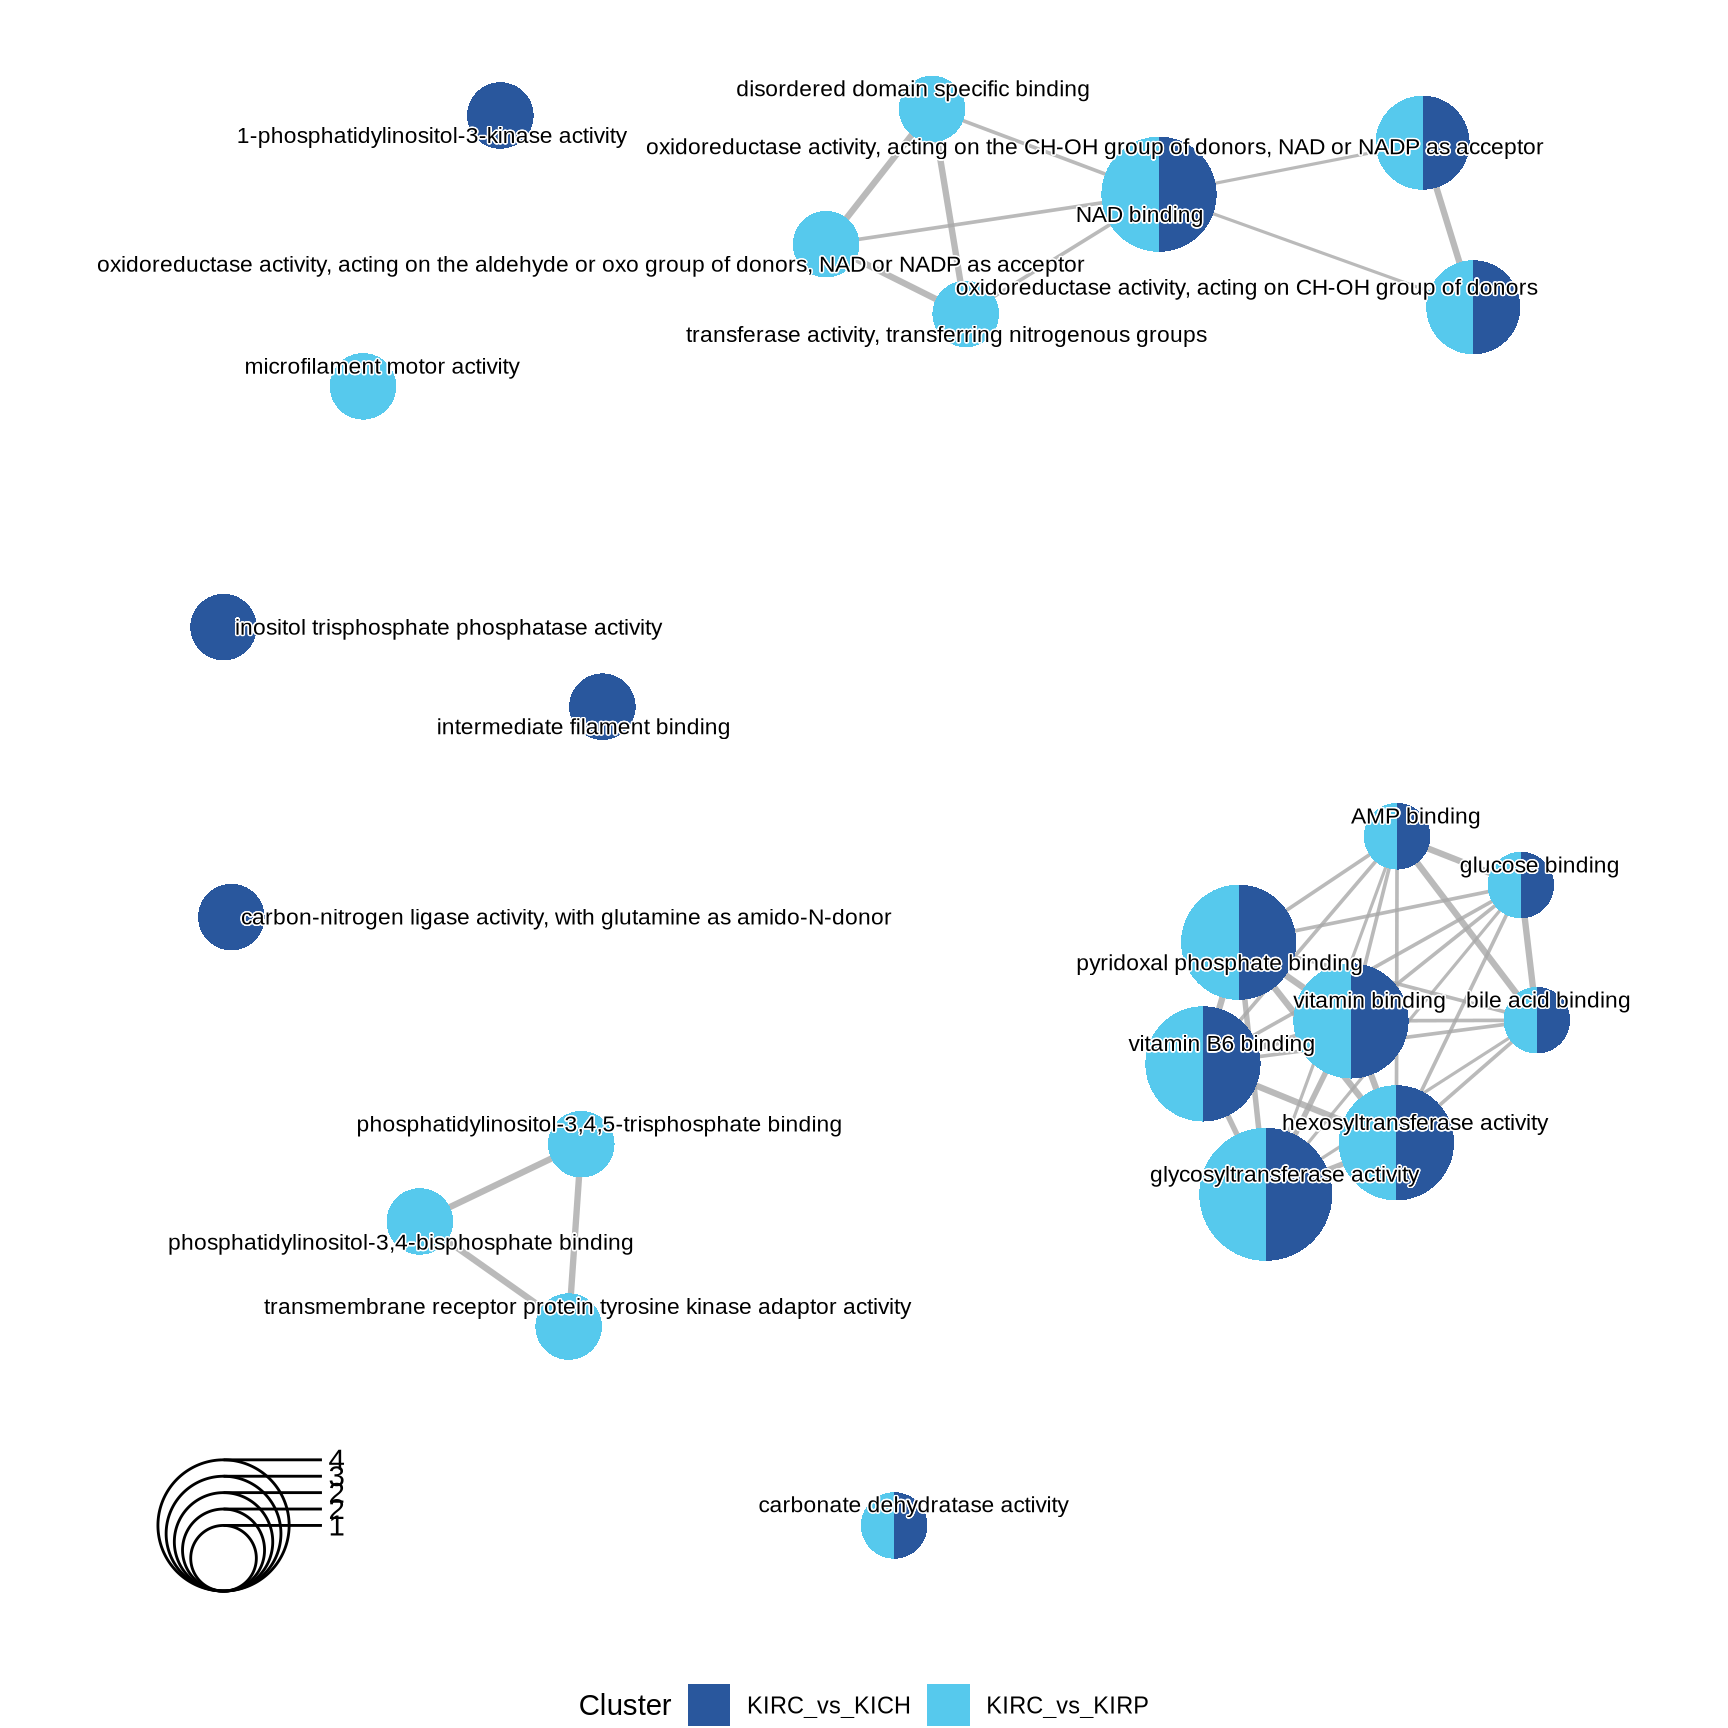 disordered domain specific binding
1-phosphatidylinositol-3-kinase activity
oxidoreductase activity, acting on the CH-OH group of donors, NAD or NADP as acceptor
NAD binding
oxidoreductase activity, acting on the aldehyde or oxo group of donors, NAD or NADP as acceptor
oxidoreductase activity, acting on CH-OH group of donors
transferase activity, transferring nitrogenous groups
microfilament motor activity
inositol trisphosphate phosphatase activity
intermediate filament binding
AMP binding
glucose binding
carbon-nitrogen ligase activity, with glutamine as amido-N-donor
pyridoxal phosphate binding
vitamin binding
bile acid binding
vitamin B6 binding
phosphatidylinositol-3,4,5-trisphosphate binding
hexosyltransferase activity
glycosyltransferase activity
phosphatidylinositol-3,4-bisphosphate binding
transmembrane receptor protein tyrosine kinase adaptor activity
4
3
2
2
1
carbonate dehydratase activity
Cluster KIRC_vs_KICH KIRC_vs_KIRP